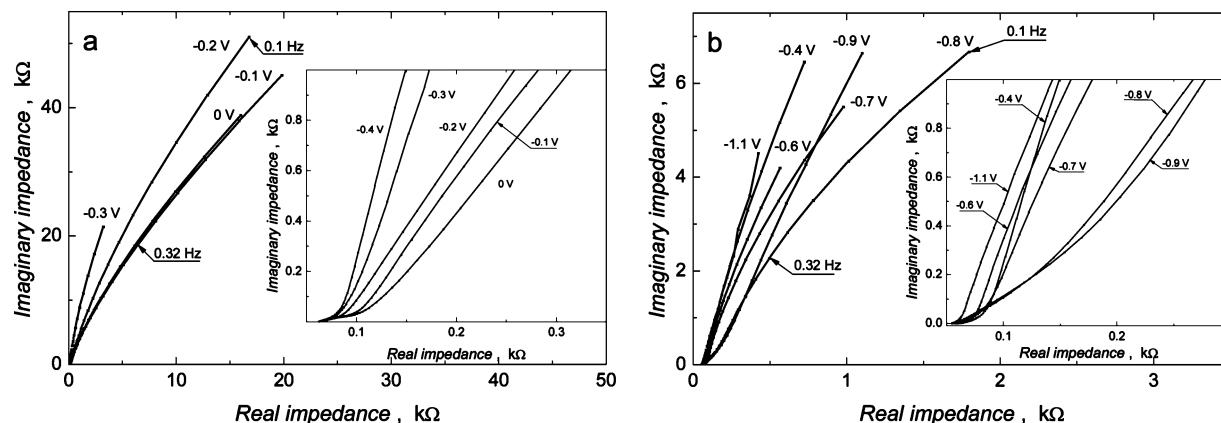 a
Imaginary impedance , kΩ
40
20
0
-0.2 V
0.1 Hz
-0.1 V
0 V
-0.3 V
0.32 Hz
0 10 20 30 40 50
Real impedance , kΩ
Imaginary impedance , kΩ
0.8
0.6
0.4
0.2
-0.4 V
-0.3 V
-0.2 V
-0.1 V
0 V
0.1 0.2 0.3
Real impedance , kΩ
b
Imaginary impedance , kΩ
6
4
2
0
-0.4 V
-0.9 V
-0.8 V
0.1 Hz
-0.7 V
-1.1 V
-0.6 V
0.32 Hz
0 1 2 3
Real impedance , kΩ
Imaginary impedance , kΩ
0.8
0.6
0.4
0.2
0.0
-0.4 V
-0.8 V
-0.7 V
-0.9 V
-1.1 V
-0.6 V
0.1 0.2
Real impedance , kΩ